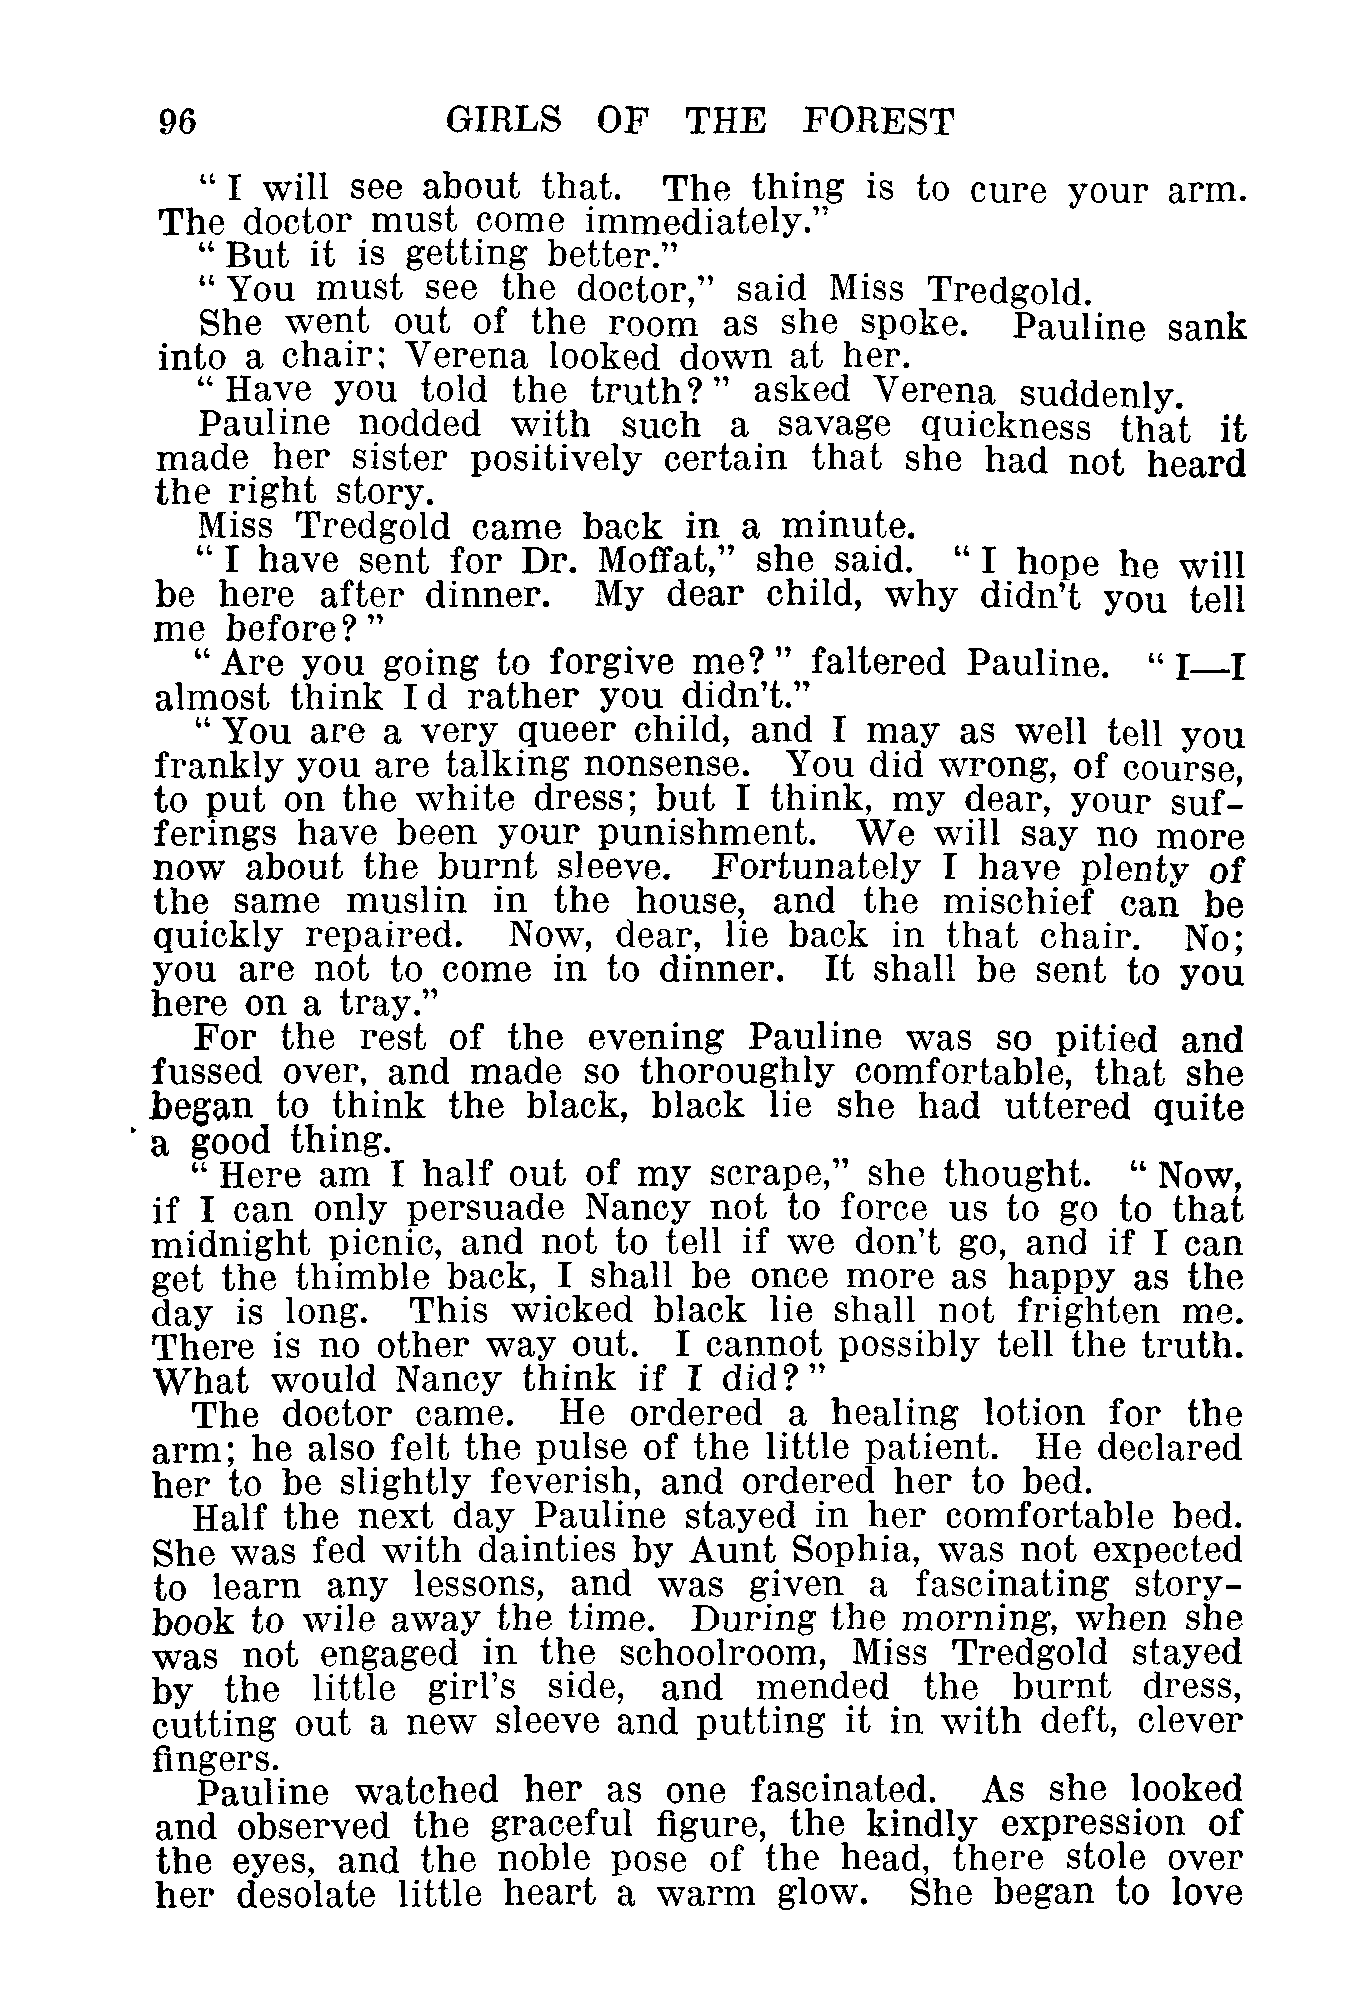 96 GIRLS OF THE FOREST
“ I will see about that. The thing is to cure your arm.
The doctor must come immediately.”
“ But it is getting better.”
“ You must see the doctor,” said Miss Tredgold.
She went out of the room as she spoke. Pauline sank
into a chair; Verena looked down at her.
“ Have you told the truth? ” asked Verena suddenly.
Pauline nodded with such a savage quickness that it
made her sister positively certain that she had not heard
the right story.
Miss Tredgold came back in a minute.
“ I have sent for Dr. Moffat,” she said. “ I hope he will
be here after dinner. My dear child, why didn’t you tell
me before? ”
“ Are you going to forgive me? ” faltered Pauline. “ I—I
almost think I d rather you didn’t.”
“ You are a very queer child, and I may as well tell you
frankly you are talking nonsense. You did wrong, of course,
to put on the white dress; but I think, my dear, your suf-
ferings have been your punishment. We will say no more
now about the burnt sleeve. Fortunately I have plenty of
the same muslin in the house, and the mischief can be
quickly repaired. Now, dear, lie back in that chair. No;
you are not to come in to dinner. It shall be sent to you
here on a tray.”
For the rest of the evening Pauline was so pitied and
fussed over, and made so thoroughly comfortable, that she
began to think the black, black lie she had uttered quite
a good thing.
“ Here am I half out of my scrape,” she thought. “ Now,
if I can only persuade Nancy not to force us to go to that
midnight picnic, and not to tell if we don’t go, and if I can
get the thimble back, I shall be once more as happy as the
day is long. This wicked black lie shall not frighten me.
There is no other way out. I cannot possibly tell the truth.
What would Nancy think if I did? ”
The doctor came. He ordered a healing lotion for the
arm; he also felt the pulse of the little patient. He declared
her to be slightly feverish, and ordered her to bed.
Half the next day Pauline stayed in her comfortable bed.
She was fed with dainties by Aunt Sophia, was not expected
to learn any lessons, and was given a fascinating story-
book to wile away the time. During the morning, when she
was not engaged in the schoolroom, Miss Tredgold stayed
by the little girl’s side, and mended the burnt dress,
cutting out a new sleeve and putting it in with deft, clever
fingers.
Pauline watched her as one fascinated. As she looked
and observed the graceful figure, the kindly expression of
the eyes, and the noble pose of the head, there stole over
her desolate little heart a warm glow. She began to love